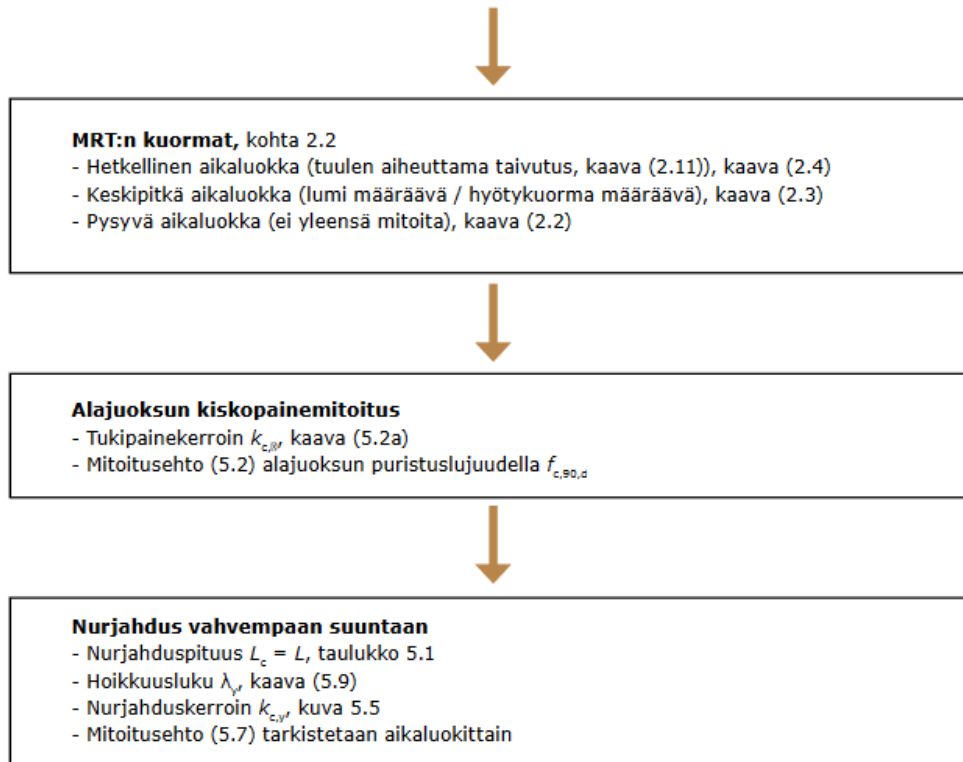 MRT:n kuormat, kohta 2.2
- Hetkellinen aikaluokka (tuulen aiheuttama taivutus, kaava (2.11)), kaava (2.4)
- Keskipitkä aikaluokka (lumi määräävä / hyötykuorma määräävä), kaava (2.3)
- Pysyvä aikaluokka (ei yleensä mitoita), kaava (2.2)
Alajuoksun kiskopainemitoitus
- Tukipainekerroin k_c, kaava (5.2a)
- Mitoitusehto (5.2) alajuoksun puristuslujuudella f_c,90,d
Nurjahdus vahvempaan suuntaan
- Nurjahduspituus L_c = L, taulukko 5.1
- Hoikkuusluku λ_y, kaava (5.9)
- Nurjahduskerroin k_c,y, kuva 5.5
- Mitoitusehto (5.7) tarkistetaan aikaluokittain